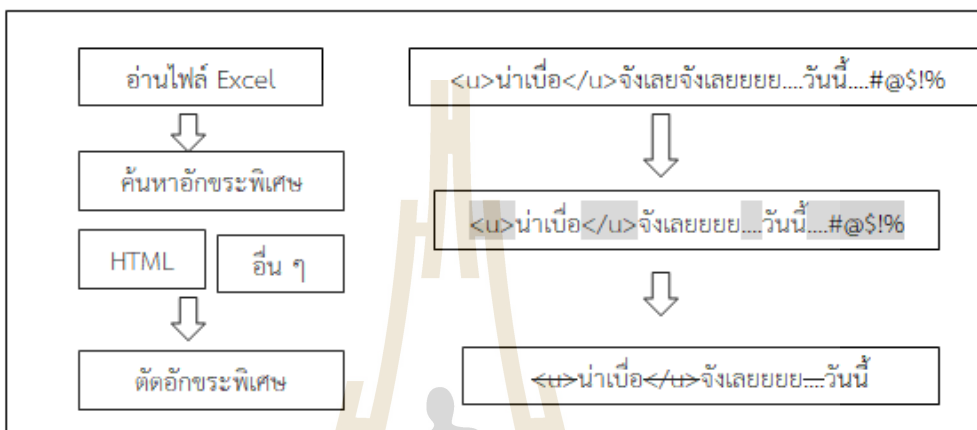 อ่านไฟล์ Excel
ค้นหาอักขระพิเศษ
HTML
อื่น ๆ
ตัดอักขระพิเศษ
<u>น่าเบื่อ</u>จังเลยจังเลยยยย....วันนี้....#@$!%
<u>น่าเบื่อ</u>จังเลยยยย....วันนี้....#@$!%
<u>น่าเบื่อ</u>จังเลยยยย....วันนี้